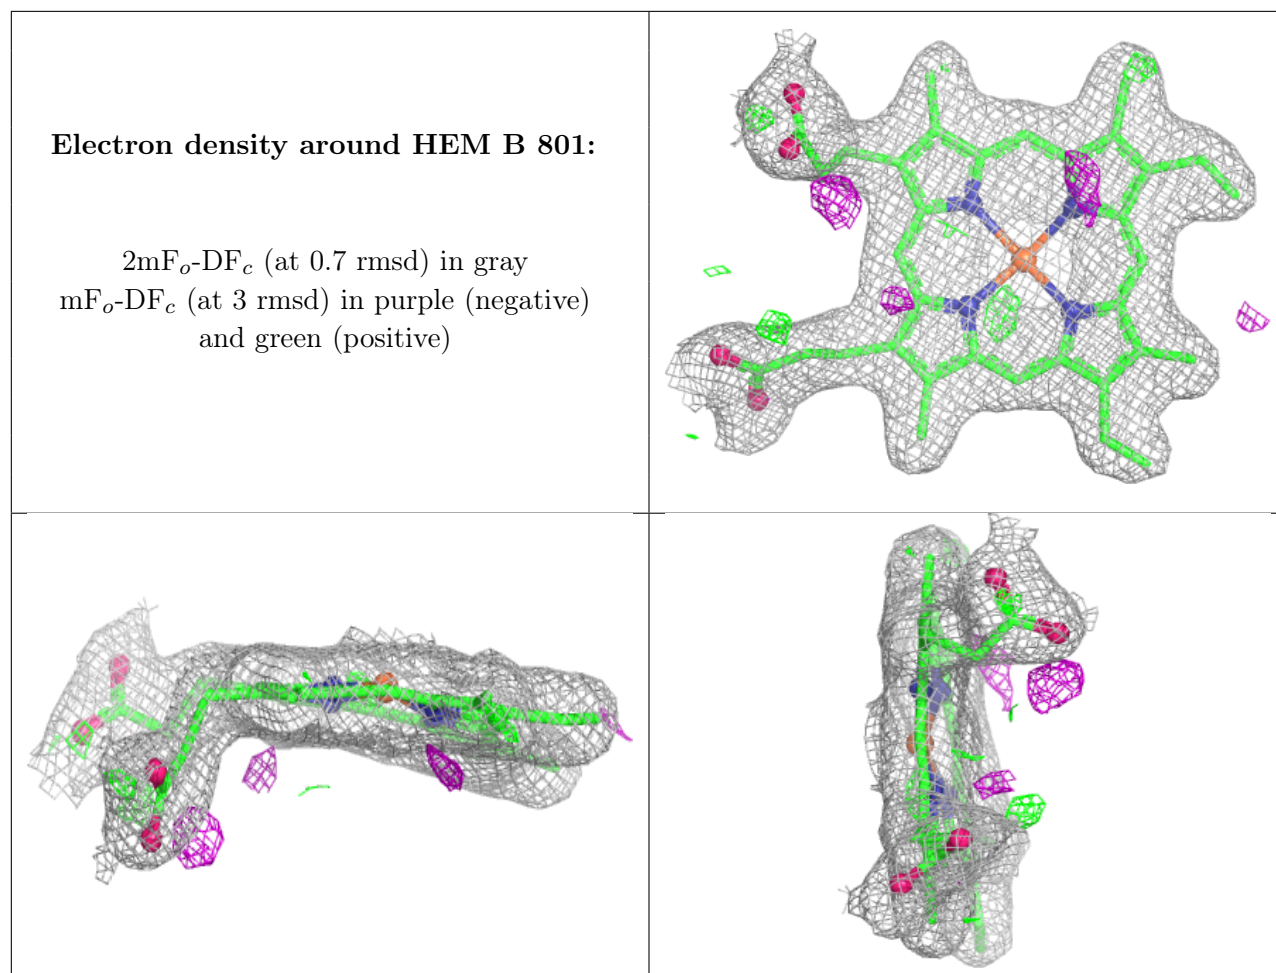 Electron density around HEM B 801:
2mFo-DFc (at 0.7 rmsd) in gray
mFo-DFc (at 3 rmsd) in purple (negative)
and green (positive)